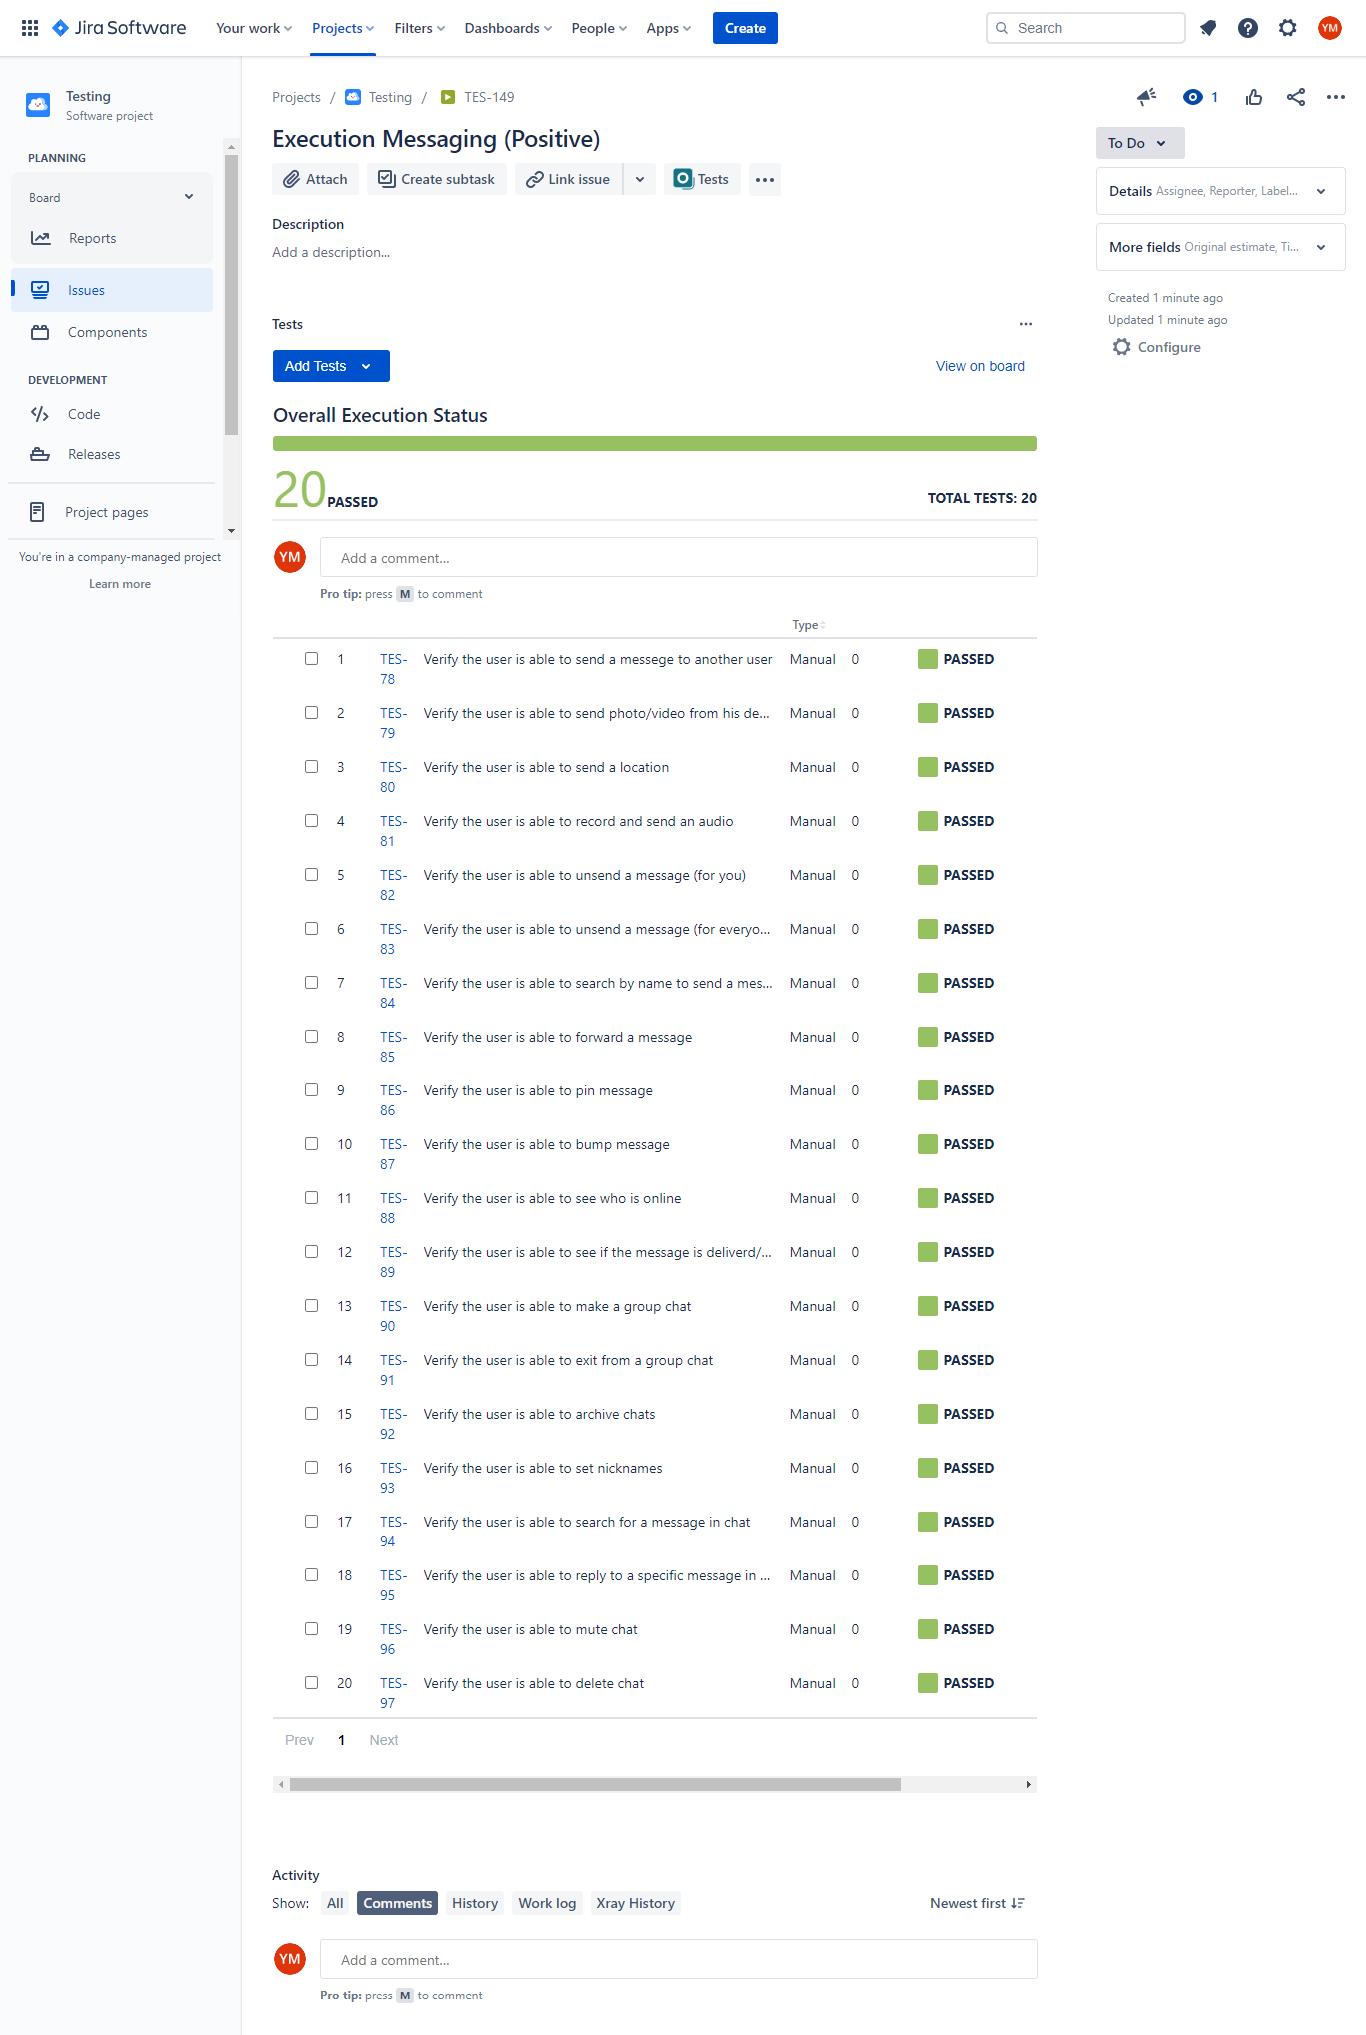 Jira Software
Your work
Projects
Filters
Dashboards
People
Apps
Create
Search
YM
Testing
Software project
PLANNING
Board
Reports
Issues
Components
DEVELOPMENT
Code
Releases
Project pages
You're in a company-managed project
Learn more
Projects / Testing / TES-149
1
Execution Messaging (Positive)
Attach
Create subtask
Link issue
Tests
Description
Add a description...
To Do
Details Assignee, Reporter, Label...
More fields Original estimate, Ti...
Created 1 minute ago
Updated 1 minute ago
Configure
Tests
Add Tests
View on board
Overall Execution Status
20 PASSED
TOTAL TESTS: 20
YM
Add a comment...
Pro tip: press M to comment
Type
1 TES-78 Verify the user is able to send a messege to another user Manual 0 PASSED
2 TES-79 Verify the user is able to send photo/video from his de... Manual 0 PASSED
3 TES-80 Verify the user is able to send a location Manual 0 PASSED
4 TES-81 Verify the user is able to record and send an audio Manual 0 PASSED
5 TES-82 Verify the user is able to unsend a message (for you) Manual 0 PASSED
6 TES-83 Verify the user is able to unsend a message (for everyo... Manual 0 PASSED
7 TES-84 Verify the user is able to search by name to send a mes... Manual 0 PASSED
8 TES-85 Verify the user is able to forward a message Manual 0 PASSED
9 TES-86 Verify the user is able to pin message Manual 0 PASSED
10 TES-87 Verify the user is able to bump message Manual 0 PASSED
11 TES-88 Verify the user is able to see who is online Manual 0 PASSED
12 TES-89 Verify the user is able to see if the message is deliverd/... Manual 0 PASSED
13 TES-90 Verify the user is able to make a group chat Manual 0 PASSED
14 TES-91 Verify the user is able to exit from a group chat Manual 0 PASSED
15 TES-92 Verify the user is able to archive chats Manual 0 PASSED
16 TES-93 Verify the user is able to set nicknames Manual 0 PASSED
17 TES-94 Verify the user is able to search for a message in chat Manual 0 PASSED
18 TES-95 Verify the user is able to reply to a specific message in ... Manual 0 PASSED
19 TES-96 Verify the user is able to mute chat Manual 0 PASSED
20 TES-97 Verify the user is able to delete chat Manual 0 PASSED
Prev 1 Next
Activity
Show: All Comments History Work log Xray History
Newest first
YM
Add a comment...
Pro tip: press M to comment